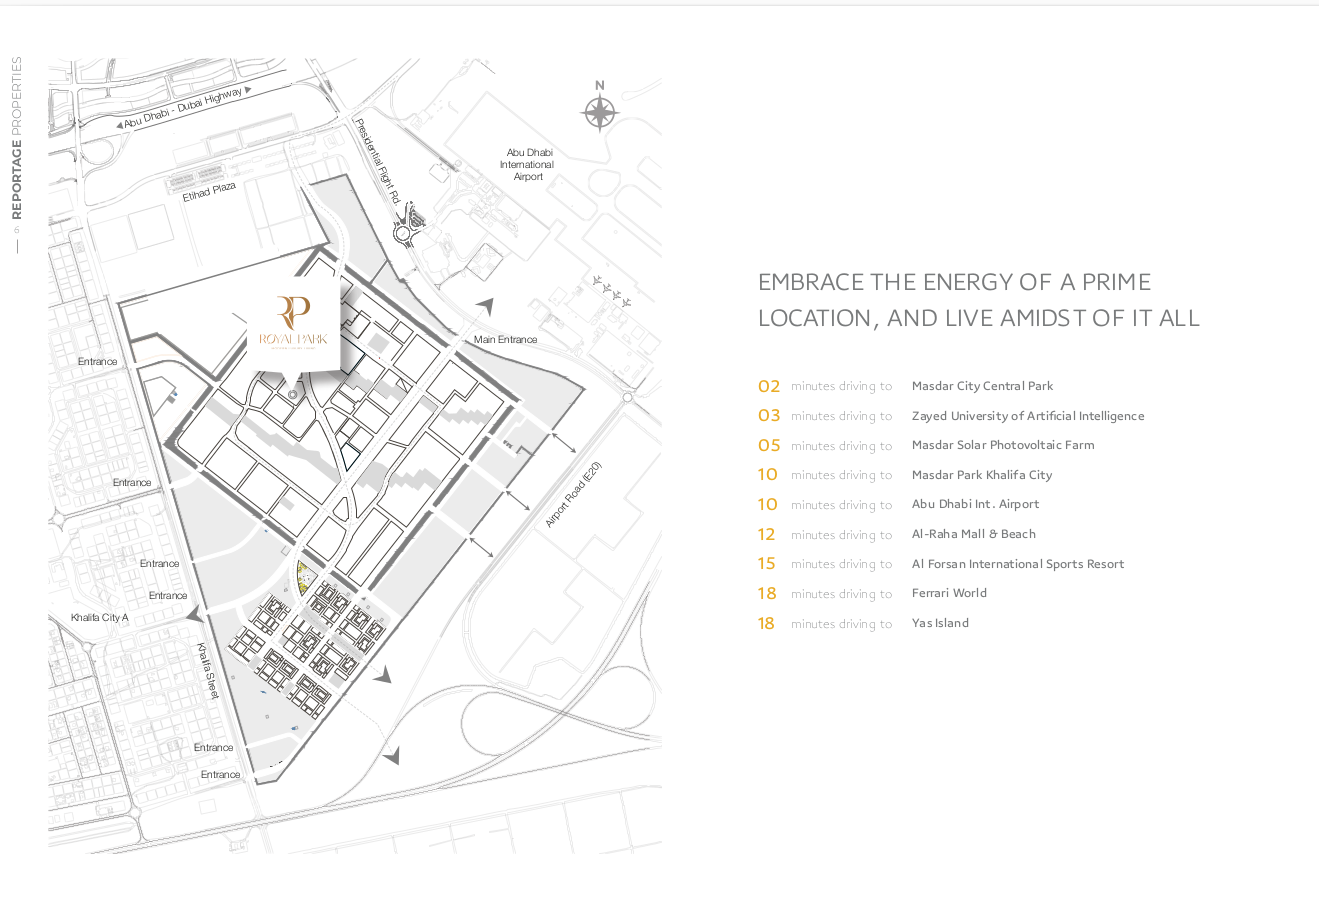 REPORTAGE PROPERTIES
6
N
Abu Dhabi - Dubai Highway
Presidential Flight Rd.
Abu Dhabi
International
Airport
Etihad Plaza
RP
ROYAL PARK
Main Entrance
Entrance
Entrance
Airport Road (E20)
Entrance
Entrance
Khalifa City A
Khalifa Street
Entrance
Entrance
EMBRACE THE ENERGY OF A PRIME
LOCATION, AND LIVE AMIDST OF IT ALL
02 minutes driving to Masdar City Central Park
03 minutes driving to Zayed University of Artificial Intelligence
05 minutes driving to Masdar Solar Photovoltaic Farm
10 minutes driving to Masdar Park Khalifa City
10 minutes driving to Abu Dhabi Int. Airport
12 minutes driving to Al-Raha Mall & Beach
15 minutes driving to Al Forsan International Sports Resort
18 minutes driving to Ferrari World
18 minutes driving to Yas Island